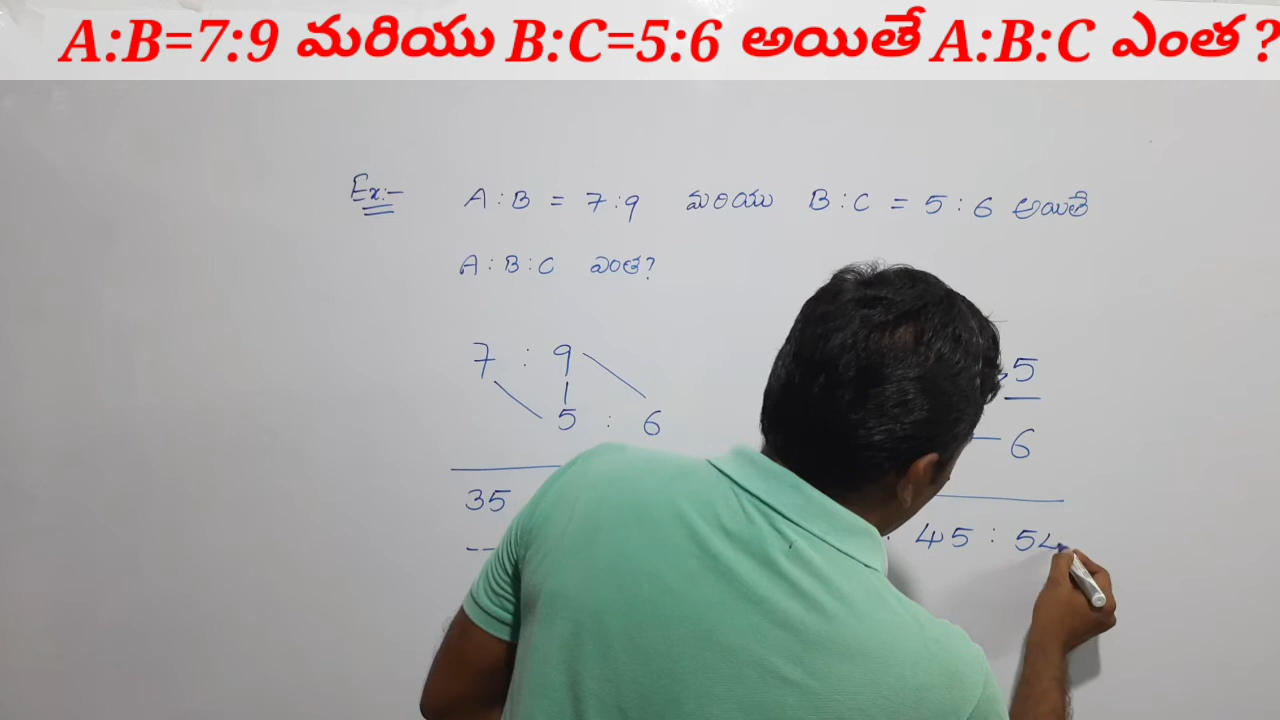 A:B=7:9 మరియు B:C=5:6 అయితే A:B:C ఎంత ?
Ex:-
A : B = 7 : 9 మరియు B : C = 5 : 6 అయితే
A : B : C ఎంత?
7 : 9
5 : 6
35
5
6
45 : 54